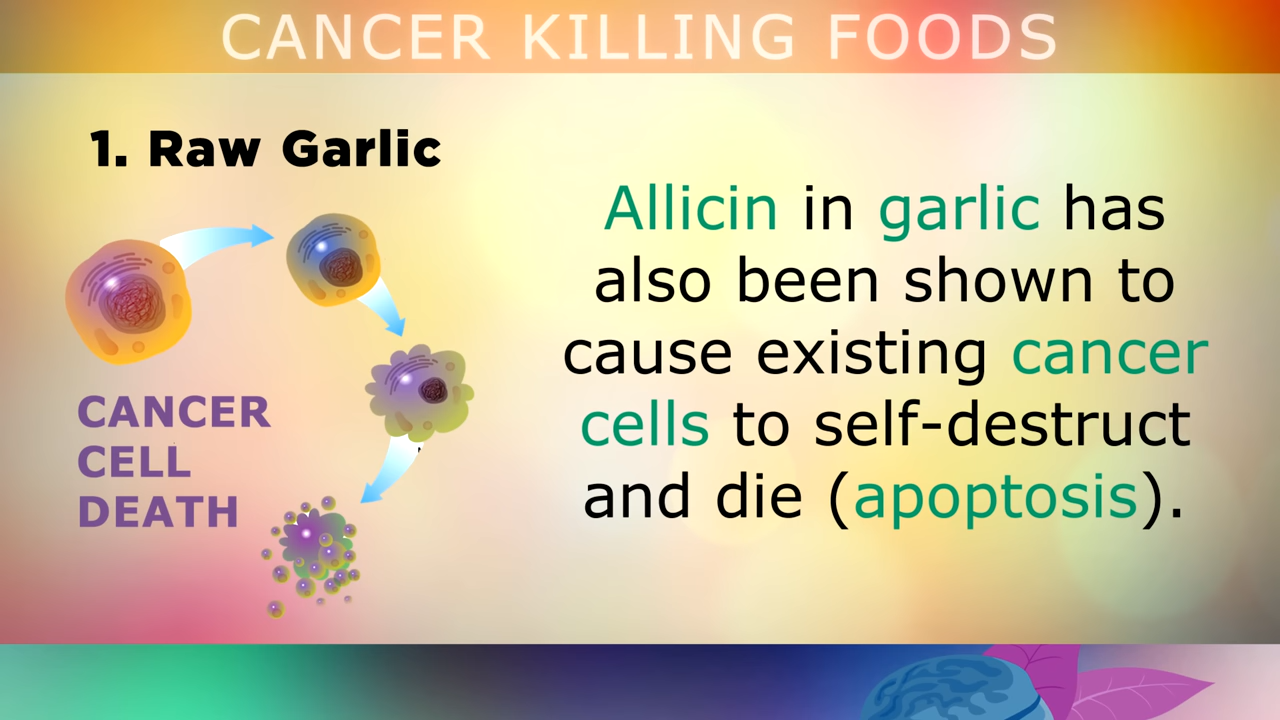 CANCER KILLING FOODS
1. Raw Garlic
CANCER
CELL
DEATH
Allicin in garlic has
also been shown to
cause existing cancer
cells to self-destruct
and die (apoptosis).